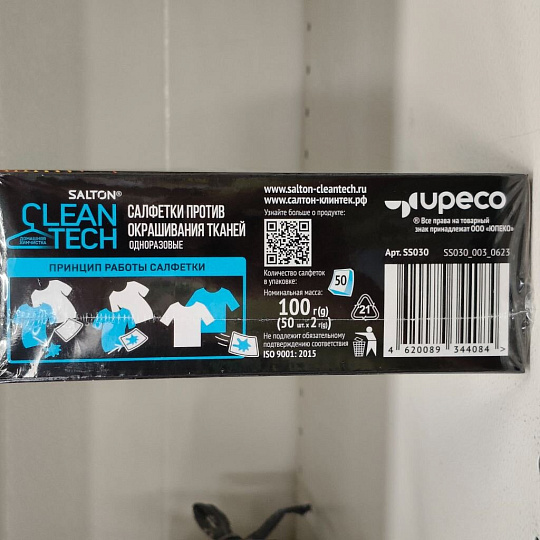 SALTON®
CLEAN
TECH
ДОМАШНЯЯ
ХИМЧИСТКА
САЛФЕТКИ ПРОТИВ
ОКРАШИВАНИЯ ТКАНЕЙ
ОДНОРАЗОВЫЕ
ПРИНЦИП РАБОТЫ САЛФЕТКИ
www.salton-cleantech.ru
www.салтон-клинтек.рф
Узнайте больше о продукте:
Количество салфеток
в упаковке:
50
Номинальная масса:
100 г(g)
(50 шт.x 2 г(g))
Не подлежит обязательному
подтверждению соответствия
ISO 9001: 2015
upeco
® Все права на товарный
знак принадлежат ООО «ЮПЕКО»
Арт. SS030
SS030_003_0623
21
4 620089 344084